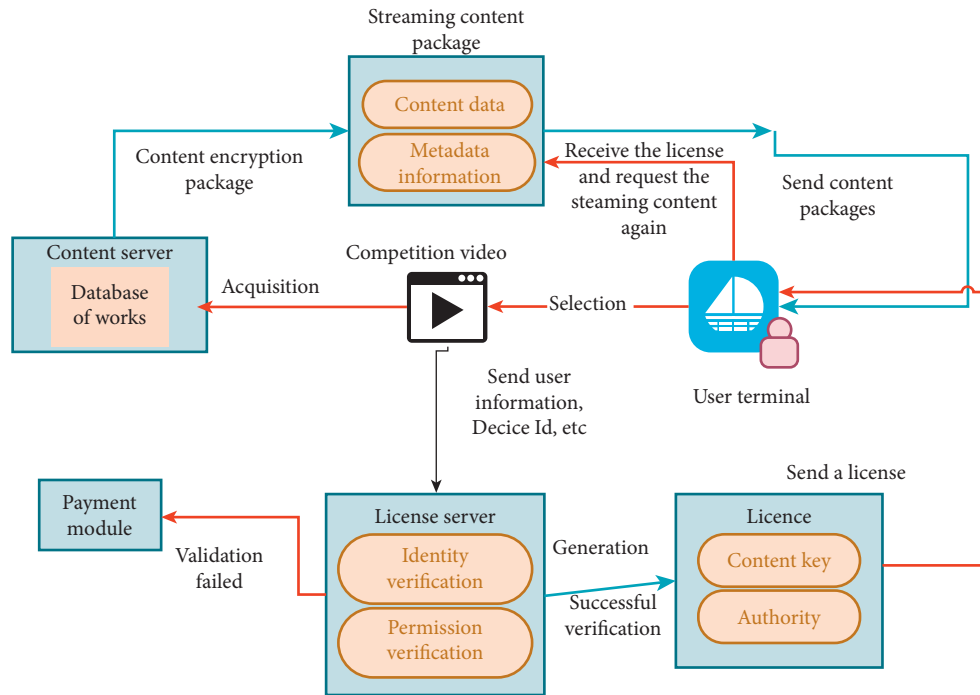 Streaming content
package
Content data
Metadada
information
Content encryption
package
Receive the license
and request the
steaming content
again
Send content
packages
Content server
Database
of works
Acquisition
Competition video
Selection
User terminal
Send user
information,
Decice Id, etc
Payment
module
Validation
failed
License server
Identity
verification
Permission
verification
Generation
Successful
verification
Send a license
Licence
Content key
Authority